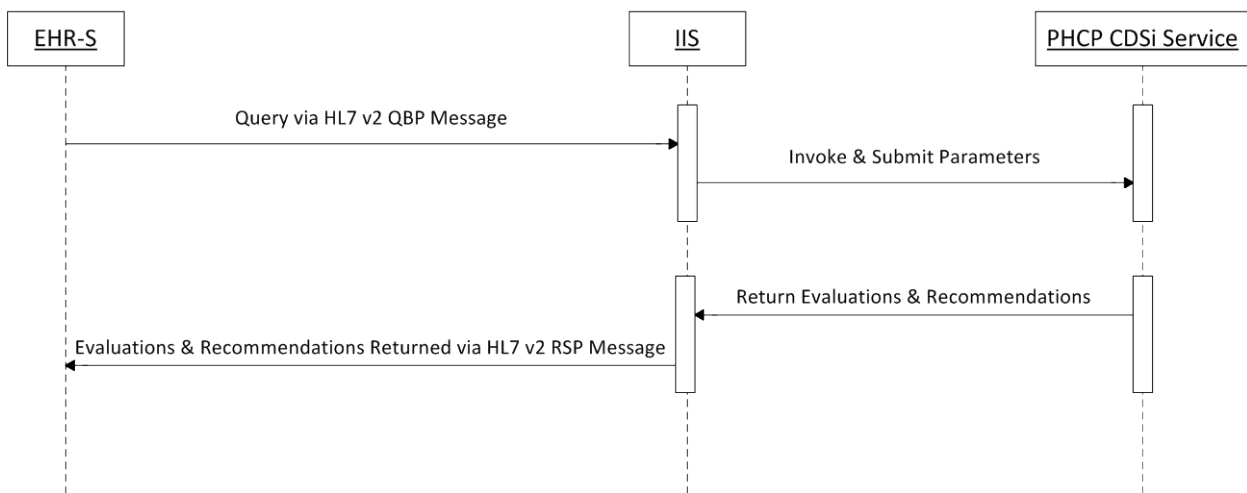 EHR-S
IIS
PHCP CDSi Service
Query via HL7 v2 QBP Message
Invoke & Submit Parameters
Return Evaluations & Recommendations
Evaluations & Recommendations Returned via HL7 v2 RSP Message